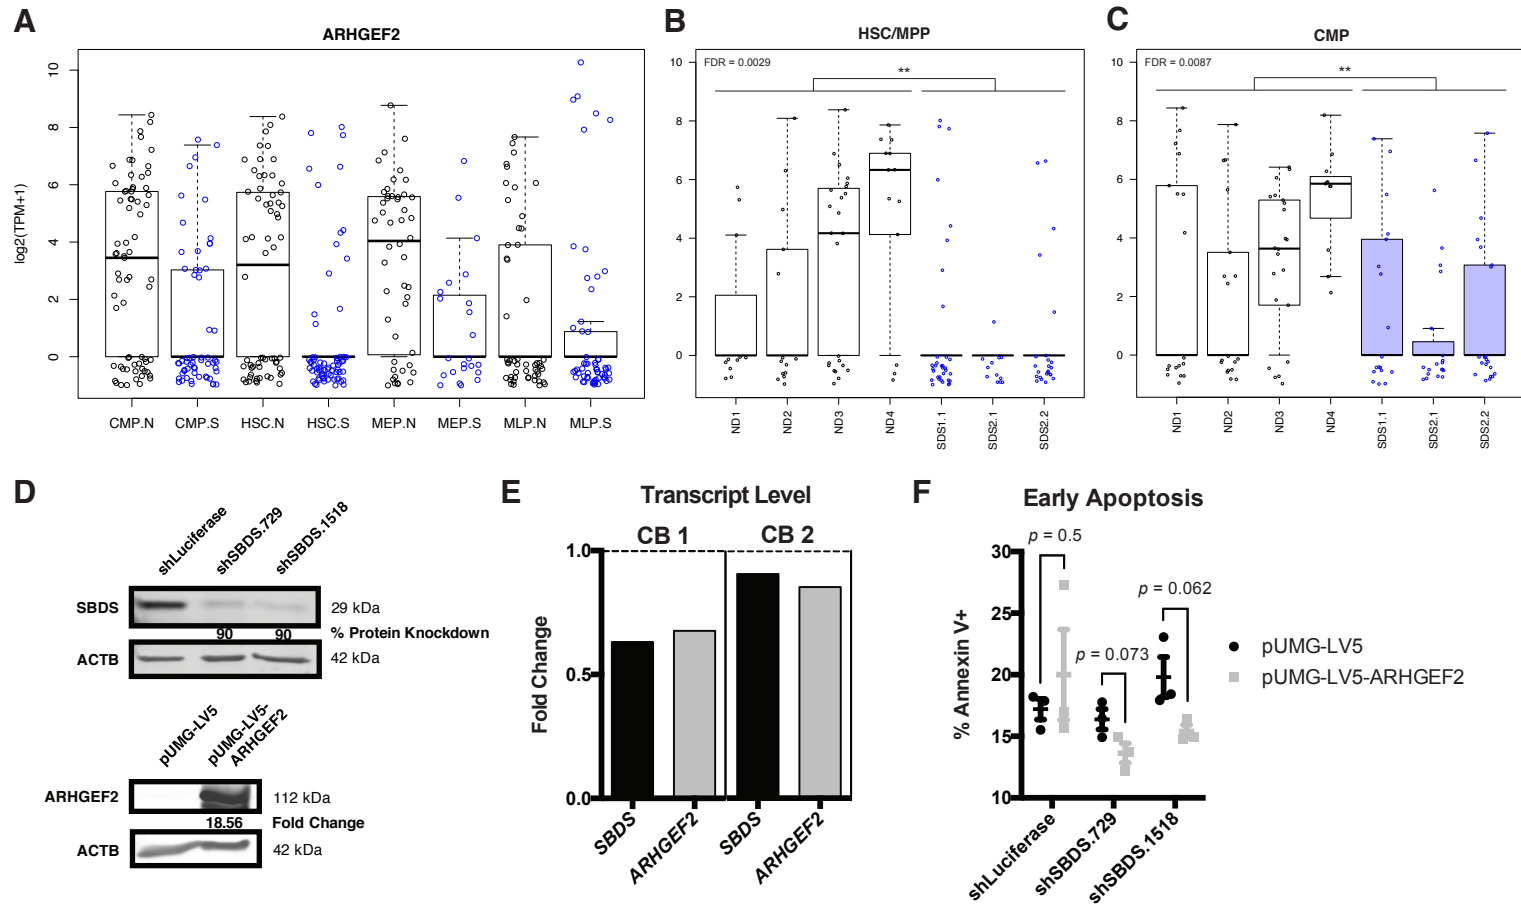 A
ARHGEF2
log2(TPM+1)
10
8
6
4
2
0
CMP.N CMP.S HSC.N HSC.S MEP.N MEP.S MLP.N MLP.S
B
HSC/MPP
FDR = 0.0029
**
10
8
6
4
2
0
ND1 ND2 ND3 ND4 SDS1.1 SDS2.1 SDS2.2
C
CMP
FDR = 0.0087
**
10
8
6
4
2
0
ND1 ND2 ND3 ND4 SDS1.1 SDS2.1 SDS2.2
D
shLuciferase shSBDS.729 shSBDS.1518
SBDS 29 kDa
90 90 % Protein Knockdown
ACTB 42 kDa
pUMG-LV5 pUMG-LV5-
ARHGEF2
ARHGEF2 112 kDa
18.56 Fold Change
ACTB 42 kDa
E
Transcript Level
CB 1 CB 2
Fold Change
1.0
0.5
0.0
SBDS ARHGEF2 SBDS ARHGEF2
F
Early Apoptosis
% Annexin V+
30
25
20
15
10
p = 0.5
p = 0.073
p = 0.062
pUMG-LV5
pUMG-LV5-ARHGEF2
shLuciferase shSBDS.729 shSBDS.1518